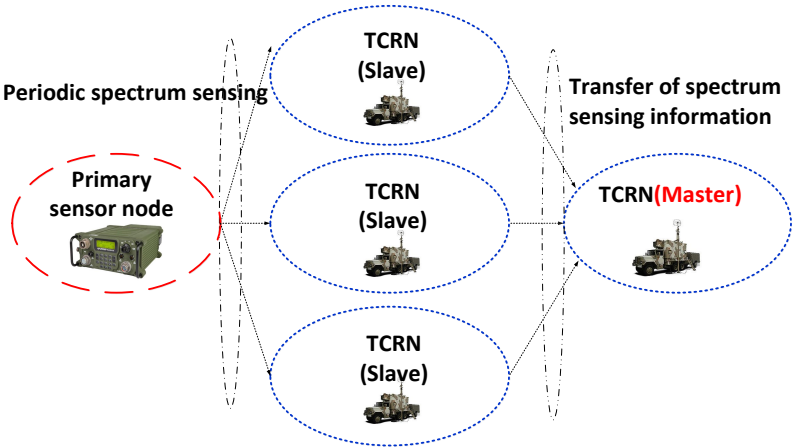 Periodic spectrum sensing
Primary
sensor node
TCRN
(Slave)
TCRN
(Slave)
TCRN
(Slave)
Transfer of spectrum
sensing information
TCRN(Master)